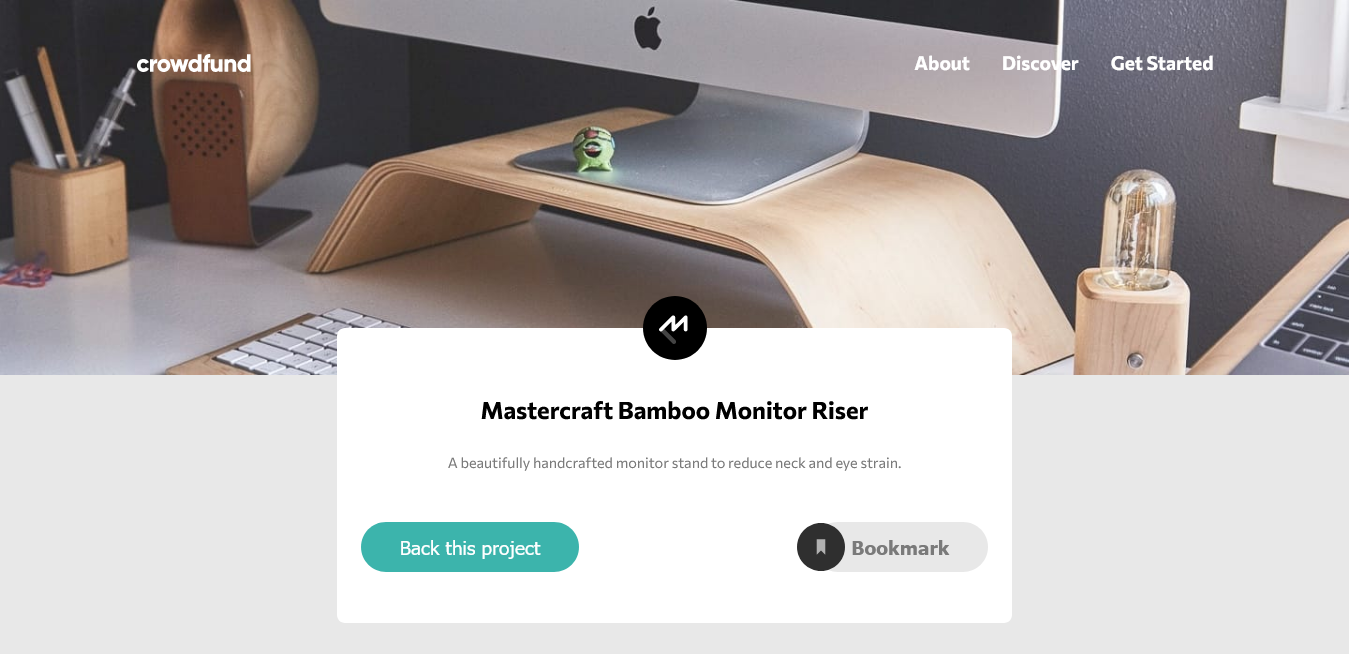 crowdfund
About Discover Get Started
Mastercraft Bamboo Monitor Riser
A beautifully handcrafted monitor stand to reduce neck and eye strain.
Back this project
Bookmark